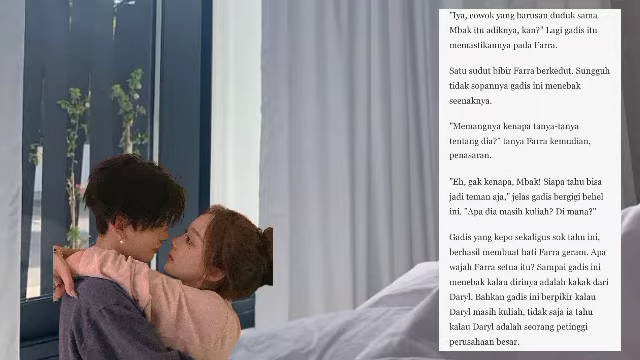 "Iya, cowok yang barusan duduk sama
Mbak itu adiknya, kan?" Lagi gadis itu
memastikannya pada Farra.
Satu sudut bibir Farra berkedut. Sungguh
tidak sopannya gadis ini menebak
seenaknya.
"Memangnya kenapa tanya-tanya
tentang dia?" tanya Farra kemudian,
penasaran.
"Eh, gak kenapa, Mbak! Siapa tahu bisa
jadi teman aja," jelas gadis bergigi behel
ini. "Apa dia masih kuliah? Di mana?"
Gadis yang kepo sekaligus sok tahu ini,
berhasil membuat hati Farra geram. Apa
wajah Farra setua itu? Sampai gadis ini
menebak kalau dirinya adalah kakak dari
Daryl. Bahkan gadis ini berpikir kalau
Daryl masih kuliah, tidak saja ia tahu
kalau Daryl adalah seorang petinggi
perusahaan besar.